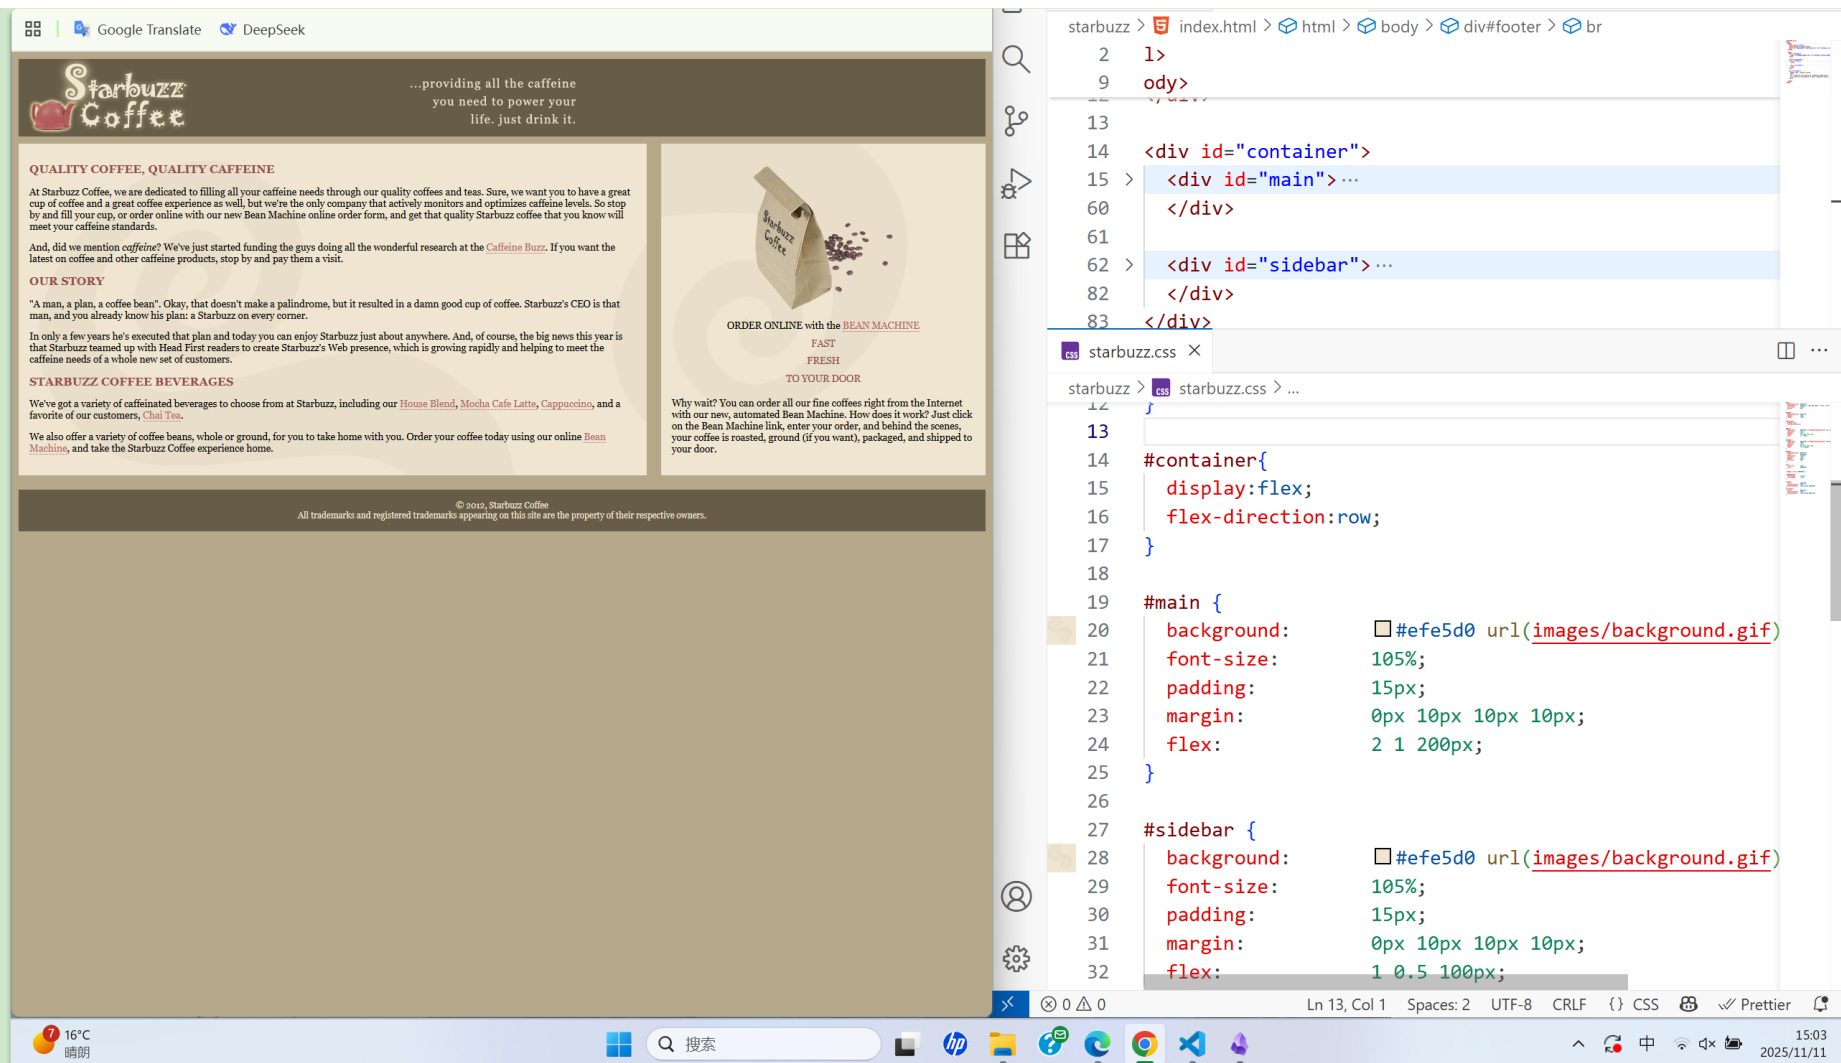 Google Translate
DeepSeek
Starbuzz
Coffee
...providing all the caffeine
you need to power your
life. just drink it.
QUALITY COFFEE, QUALITY CAFFEINE
At Starbuzz Coffee, we are dedicated to filling all your caffeine needs through our quality coffees and teas. Sure, we want you to have a great
cup of coffee and a great coffee experience as well, but we're the only company that actively monitors and optimizes caffeine levels. So stop
by and fill your cup, or order online with our new Bean Machine online order form, and get that quality Starbuzz coffee that you know will
meet your caffeine standards.
And, did we mention caffeine? We've just started funding the guys doing all the wonderful research at the Caffeine Buzz. If you want the
latest on coffee and other caffeine products, stop by and pay them a visit.
OUR STORY
"A man, a plan, a coffee bean". Okay, that doesn't make a palindrome, but it resulted in a damn good cup of coffee. Starbuzz's CEO is that
man, and you already know his plan: a Starbuzz on every corner.
In only a few years he's executed that plan and today you can enjoy Starbuzz just about anywhere. And, of course, the big news this year is
that Starbuzz teamed up with Head First readers to create Starbuzz's Web presence, which is growing rapidly and helping to meet the
caffeine needs of a whole new set of customers.
STARBUZZ COFFEE BEVERAGES
We've got a variety of caffeinated beverages to choose from at Starbuzz, including our House Blend, Mocha Cafe Latte, Cappuccino, and a
favorite of our customers, Chai Tea.
We also offer a variety of coffee beans, whole or ground, for you to take home with you. Order your coffee today using our online Bean
Machine, and take the Starbuzz Coffee experience home.
Starbuzz
Coffee
ORDER ONLINE with the BEAN MACHINE
FAST
FRESH
TO YOUR DOOR
Why wait? You can order all our fine coffees right from the Internet
with our new, automated Bean Machine. How does it work? Just click
on the Bean Machine link, enter your order, and behind the scenes,
your coffee is roasted, ground (if you want), packaged, and shipped to
your door.
© 2012, Starbuzz Coffee
All trademarks and registered trademarks appearing on this site are the property of their respective owners.
starbuzz > index.html > html > body > div#footer > br
2 l>
9 ody>
12 </div>
13
14 <div id="container">
15 > <div id="main">···
60 </div>
61
62 > <div id="sidebar">···
82 </div>
83 </div>
starbuzz.css
starbuzz > starbuzz.css > ...
12 }
13
14 #container{
15 display:flex;
16 flex-direction:row;
17 }
18
19 #main {
20 background: #efe5d0 url(images/background.gif)
21 font-size: 105%;
22 padding: 15px;
23 margin: 0px 10px 10px 10px;
24 flex: 2 1 200px;
25 }
26
27 #sidebar {
28 background: #efe5d0 url(images/background.gif)
29 font-size: 105%;
30 padding: 15px;
31 margin: 0px 10px 10px 10px;
32 flex: 1 0.5 100px;
0 0 Ln 13, Col 1 Spaces: 2 UTF-8 CRLF {} CSS Prettier
7
16°C
晴朗
搜索
hp
中
15:03
2025/11/11